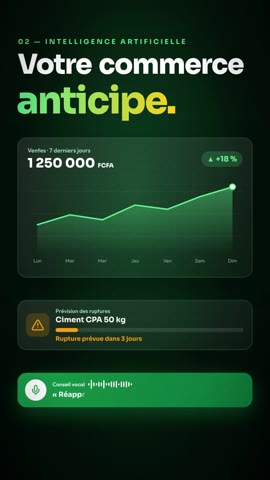 02 — INTELLIGENCE ARTIFICIELLE
Votre commerce
anticipe.
Ventes · 7 derniers jours
1 250 000 FCFA
▲ +18 %
Lun Mar Mer Jeu Ven Sam Dim
Prévision des ruptures
Ciment CPA 50 kg
Rupture prévue dans 3 jours
Conseil vocal
« Réappr